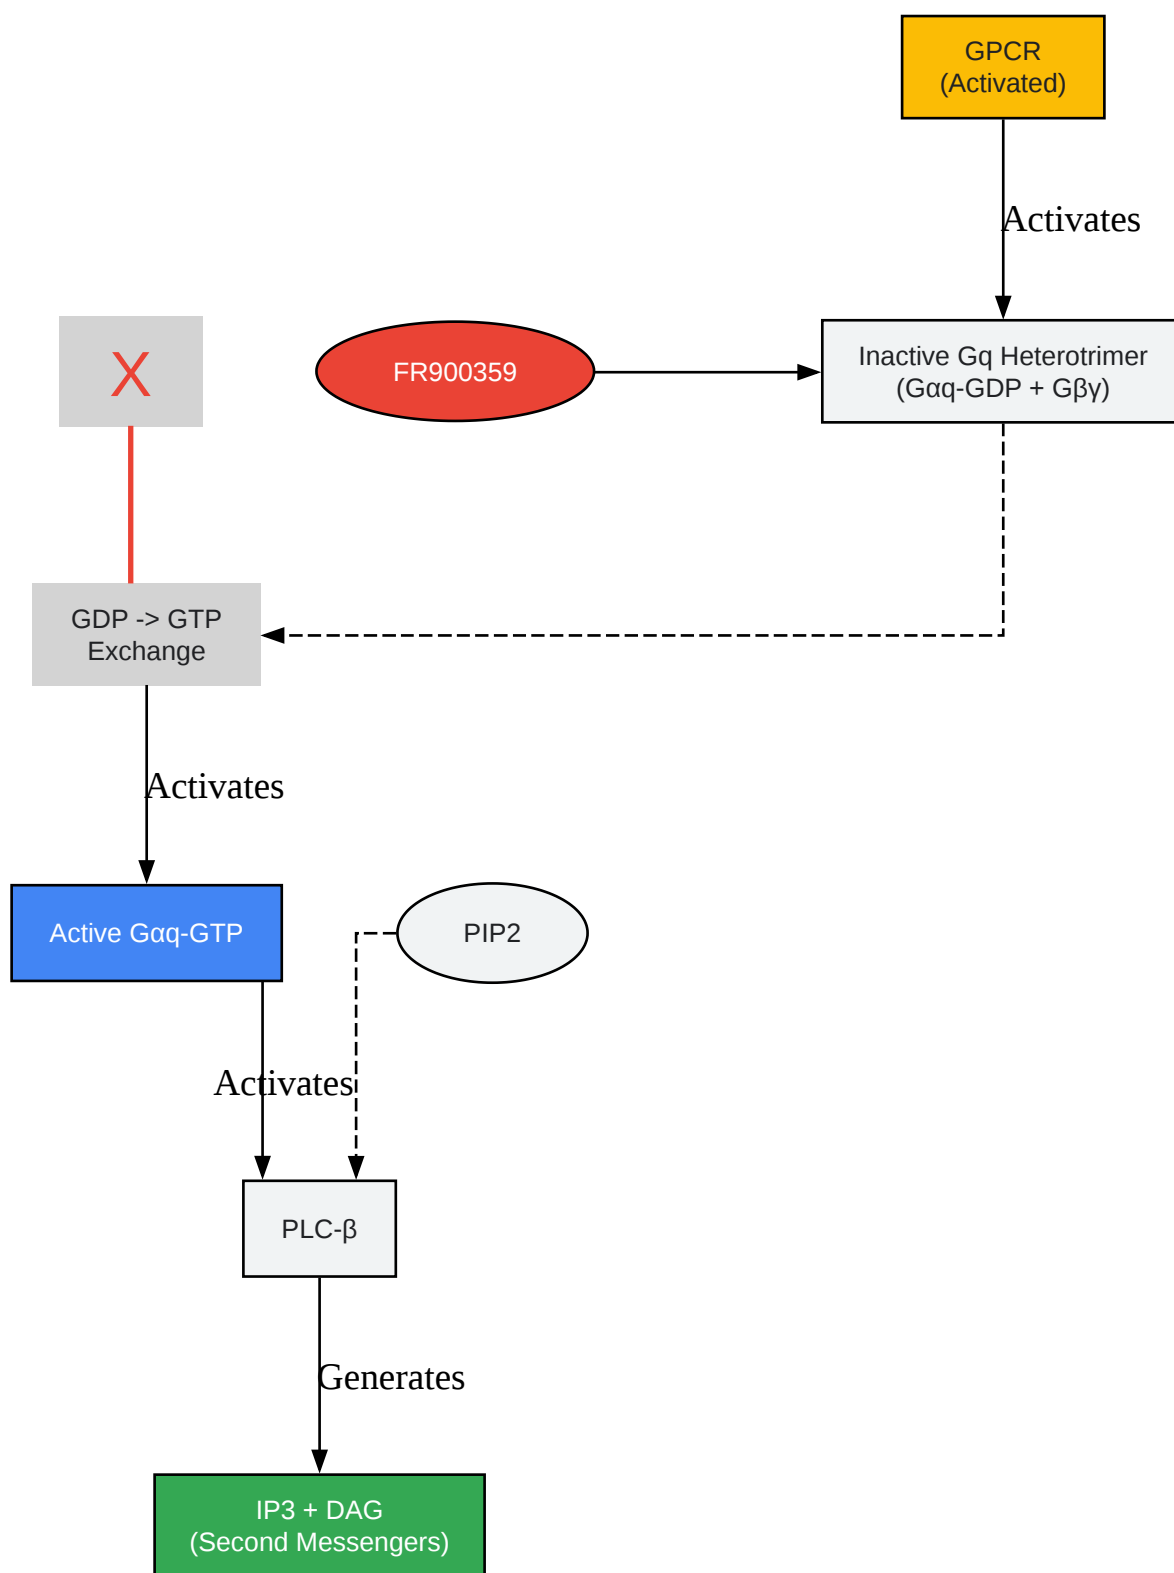 GPCR
(Activated)
Activates
X
FR900359
Inactive Gq Heterotrimer
(Gαq-GDP + Gβγ)
GDP -> GTP
Exchange
Activates
Active Gαq-GTP
PIP2
Activates
PLC-β
Generates
IP3 + DAG
(Second Messengers)